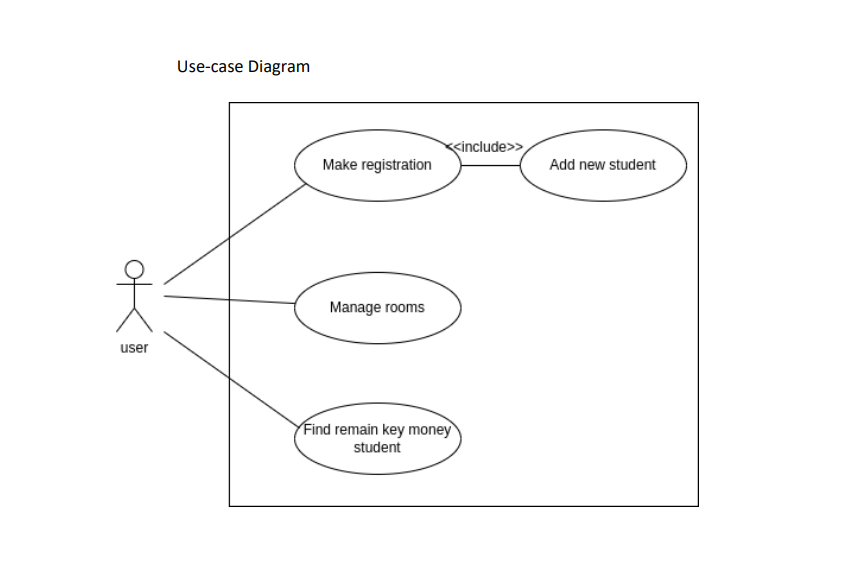 Use-case Diagram
<<include>>
Make registration
Add new student
Manage rooms
user
Find remain key money
student